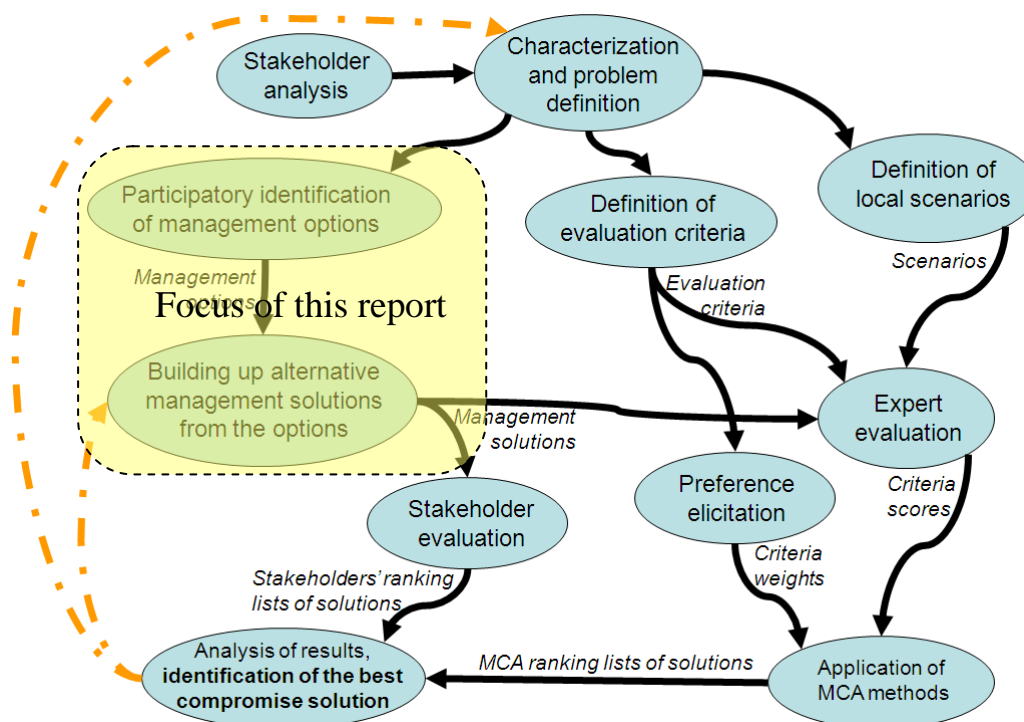 Stakeholder
analysis
Characterization
and problem
definition
Participatory identification
of management options
Definition of
evaluation criteria
Definition of
local scenarios
Management
options
Focus of this report
Evaluation
criteria
Scenarios
Building up alternative
management solutions
from the options
Management
solutions
Expert
evaluation
Stakeholder
evaluation
Preference
elicitation
Criteria
scores
Stakeholders' ranking
lists of solutions
Criteria
weights
Analysis of results,
identification of the best
compromise solution
MCA ranking lists of solutions
Application of
MCA methods